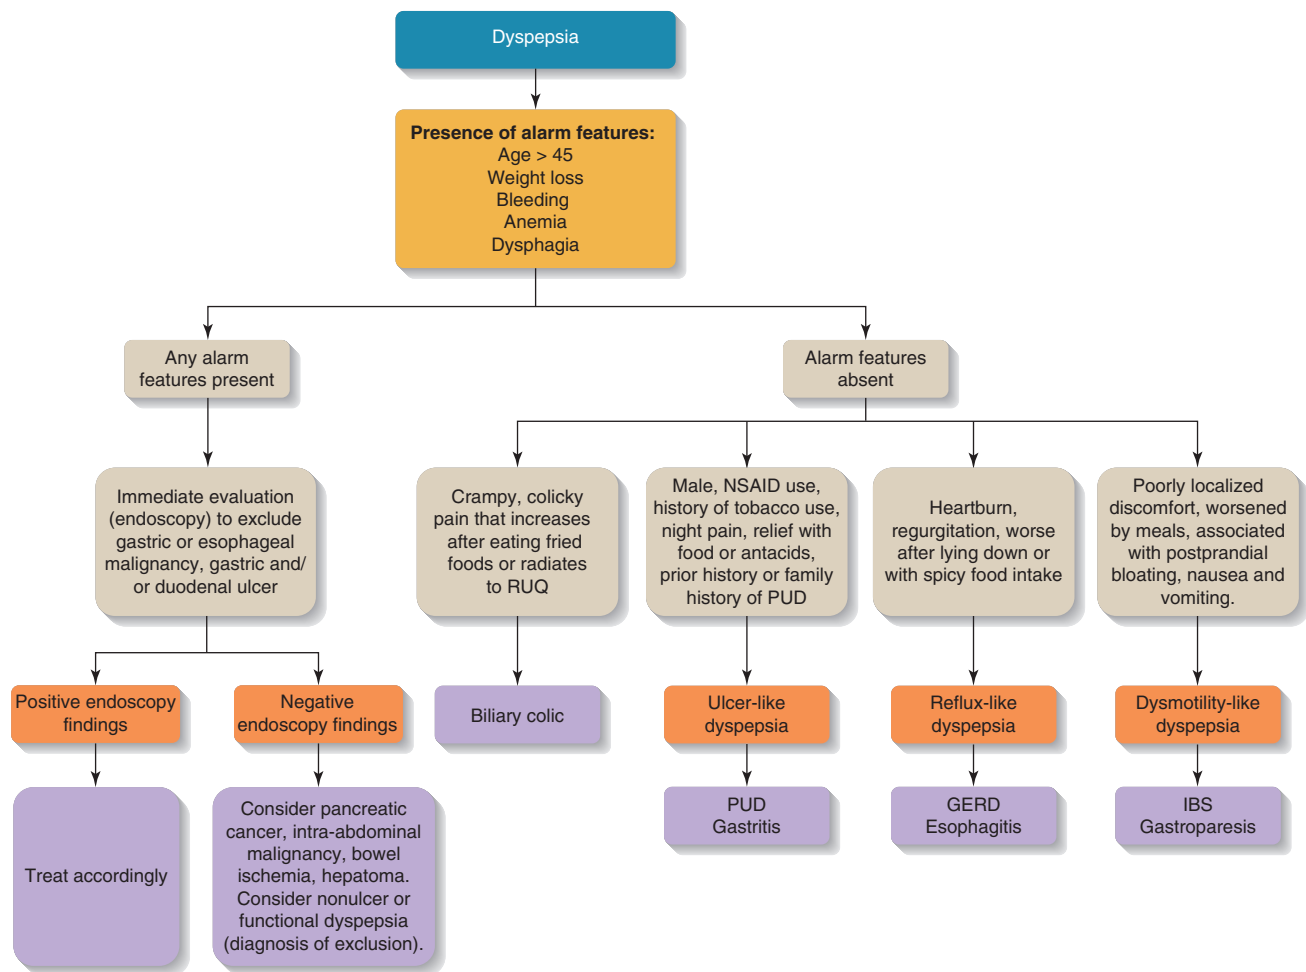 Dyspepsia
Presence of alarm features:
Age > 45
Weight loss
Bleeding
Anemia
Dysphagia
Any alarm
features present
Alarm features
absent
Immediate evaluation
(endoscopy) to exclude
gastric or esophageal
malignancy, gastric and/
or duodenal ulcer
Crampy, colicky
pain that increases
after eating fried
foods or radiates
to RUQ
Male, NSAID use,
history of tobacco use,
night pain, relief with
food or antacids,
prior history or family
history of PUD
Heartburn,
regurgitation, worse
after lying down or
with spicy food intake
Poorly localized
discomfort, worsened
by meals, associated
with postprandial
bloating, nausea and
vomiting.
Positive endoscopy
findings
Negative
endoscopy findings
Biliary colic
Ulcer-like
dyspepsia
Reflux-like
dyspepsia
Dysmotility-like
dyspepsia
Treat accordingly
Consider pancreatic
cancer, intra-abdominal
malignancy, bowel
ischemia, hepatoma.
Consider nonulcer or
functional dyspepsia
(diagnosis of exclusion).
PUD
Gastritis
GERD
Esophagitis
IBS
Gastroparesis